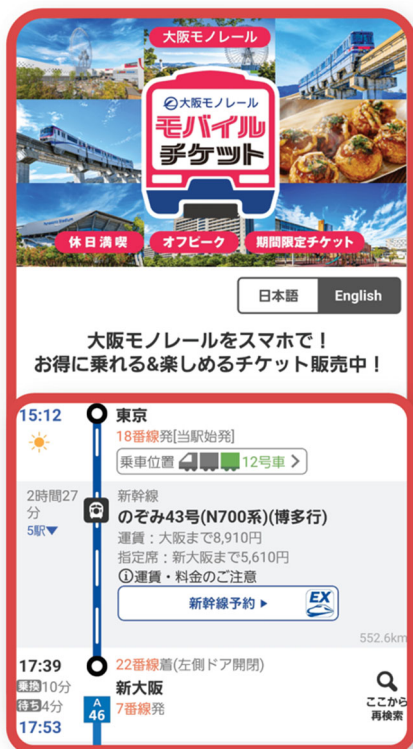 大阪モノレール
大阪モノレール
モバイル
チケット
休日満喫
オフピーク
期間限定チケット
日本語
English
大阪モノレールをスマホで！
お得に乗れる&楽しめるチケット販売中！
15:12
東京
18番線発[当駅始発]
乗車位置 12号車
2時間27分
5駅▼
新幹線
のぞみ43号(N700系)(博多行)
運賃：大阪まで8,910円
指定席：新大阪まで5,610円
ⓘ運賃・料金のご注意
新幹線予約▶
EX
552.6km
17:39
22番線着(左側ドア開閉)
乗換10分
新大阪
待ち4分
A
46
7番線発
17:53
ここから
再検索